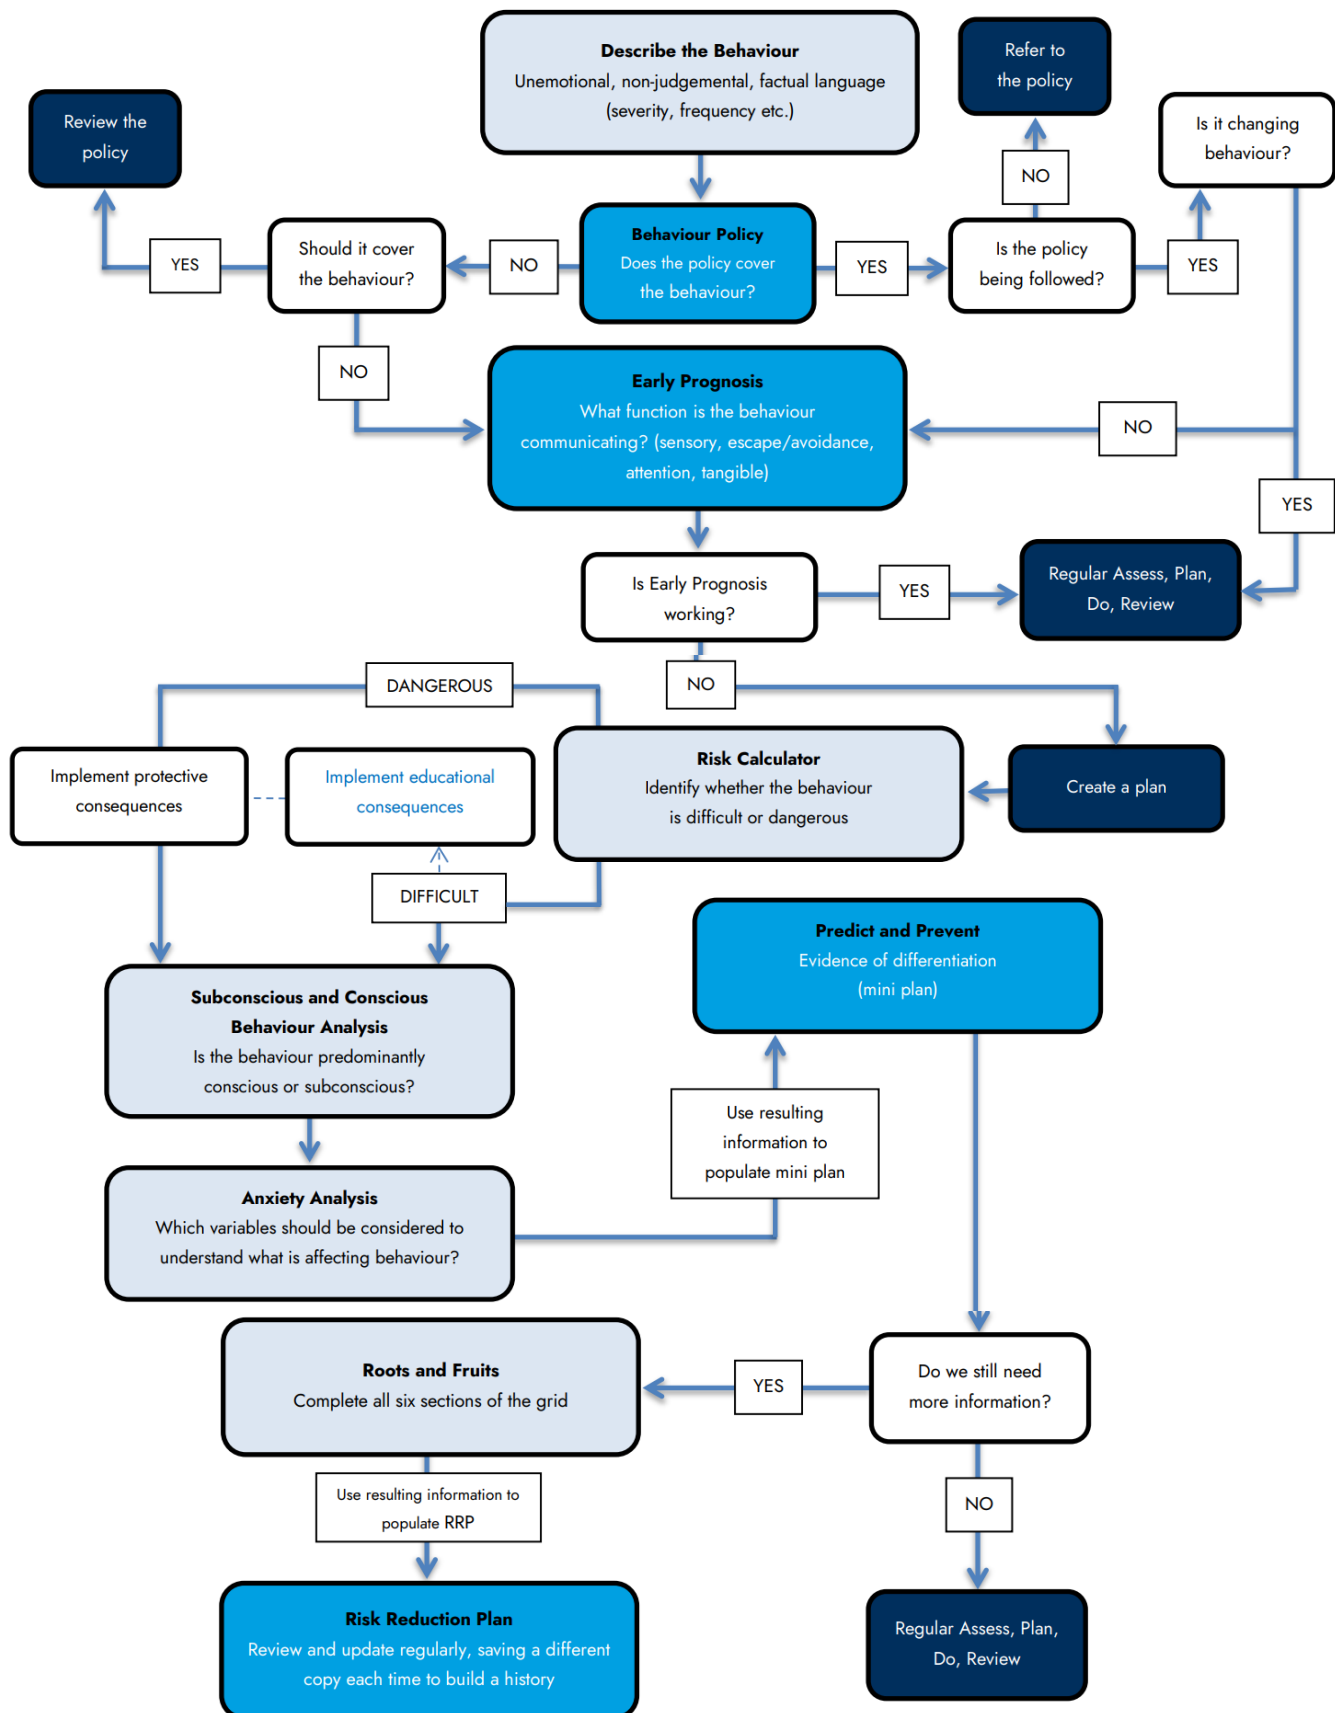 Describe the Behaviour
Unemotional, non-judgemental, factual language
(severity, frequency etc.)
Refer to
the policy
Review the
policy
Is it changing
behaviour?
NO
Should it cover
the behaviour?
YES
NO
Behaviour Policy
Does the policy cover
the behaviour?
YES
Is the policy
being followed?
YES
NO
Early Prognosis
What function is the behaviour
communicating? (sensory, escape/avoidance,
attention, tangible)
NO
YES
Is Early Prognosis
working?
YES
Regular Assess, Plan,
Do, Review
DANGEROUS
NO
Implement protective
consequences
Implement educational
consequences
Risk Calculator
Identify whether the behaviour
is difficult or dangerous
Create a plan
DIFFICULT
Predict and Prevent
Evidence of differentiation
(mini plan)
Subconscious and Conscious
Behaviour Analysis
Is the behaviour predominantly
conscious or subconscious?
Use resulting
information to
populate mini plan
Anxiety Analysis
Which variables should be considered to
understand what is affecting behaviour?
Roots and Fruits
Complete all six sections of the grid
YES
Do we still need
more information?
Use resulting information to
populate RRP
NO
Risk Reduction Plan
Review and update regularly, saving a different
copy each time to build a history
Regular Assess, Plan,
Do, Review